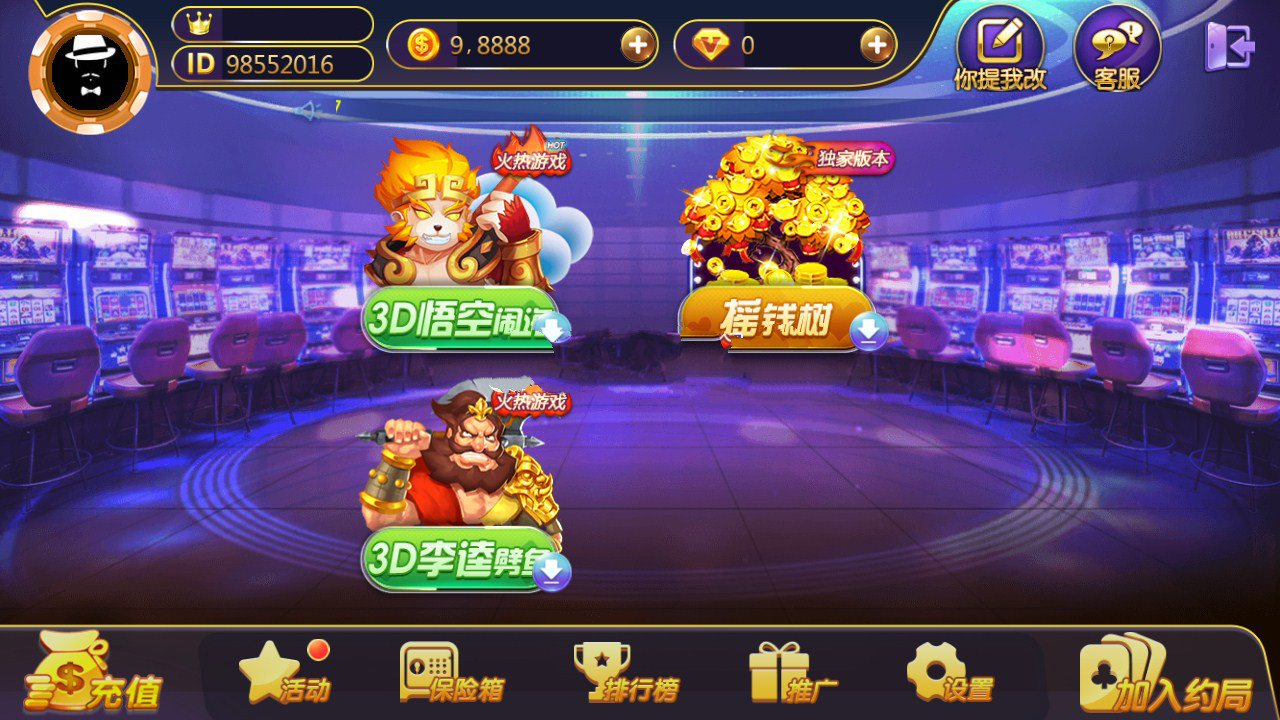 ID 98552016
9,8888
0
你提我改
客服
7
HOT
火热游戏
独家版本
3D悟空闹
摇钱树
火热游戏
3D李逵劈鱼
充值
活动
保险箱
排行榜
推广
设置
加入约局